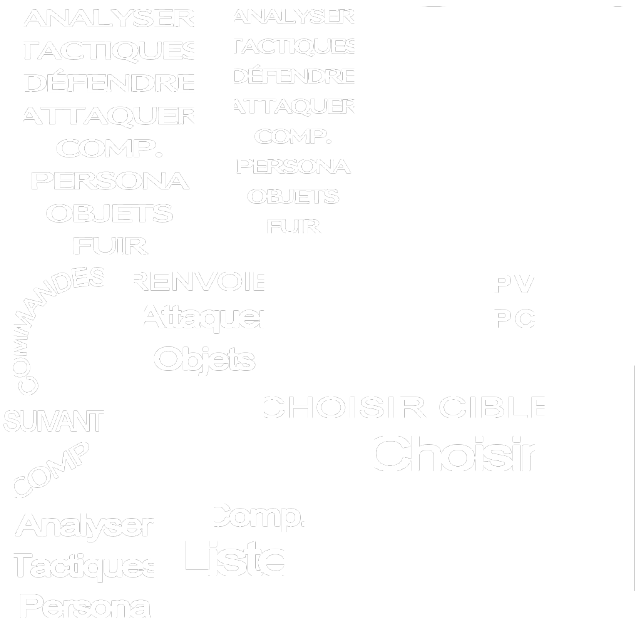 ANALYSER
TACTIQUES
DÉFENDRE
ATTAQUER
COMP.
PERSONA
OBJETS
FUIR
ANALYSER
TACTIQUES
DÉFENDRE
ATTAQUER
COMP.
PERSONA
OBJETS
FUIR
COMMANDES
RENVOIE
PV
Attaquer
PC
Objets
CHOISIR CIBLE
SUIVANT
Choisir
COMP
Analyser
Comp.
Tactiques
Liste
Persona